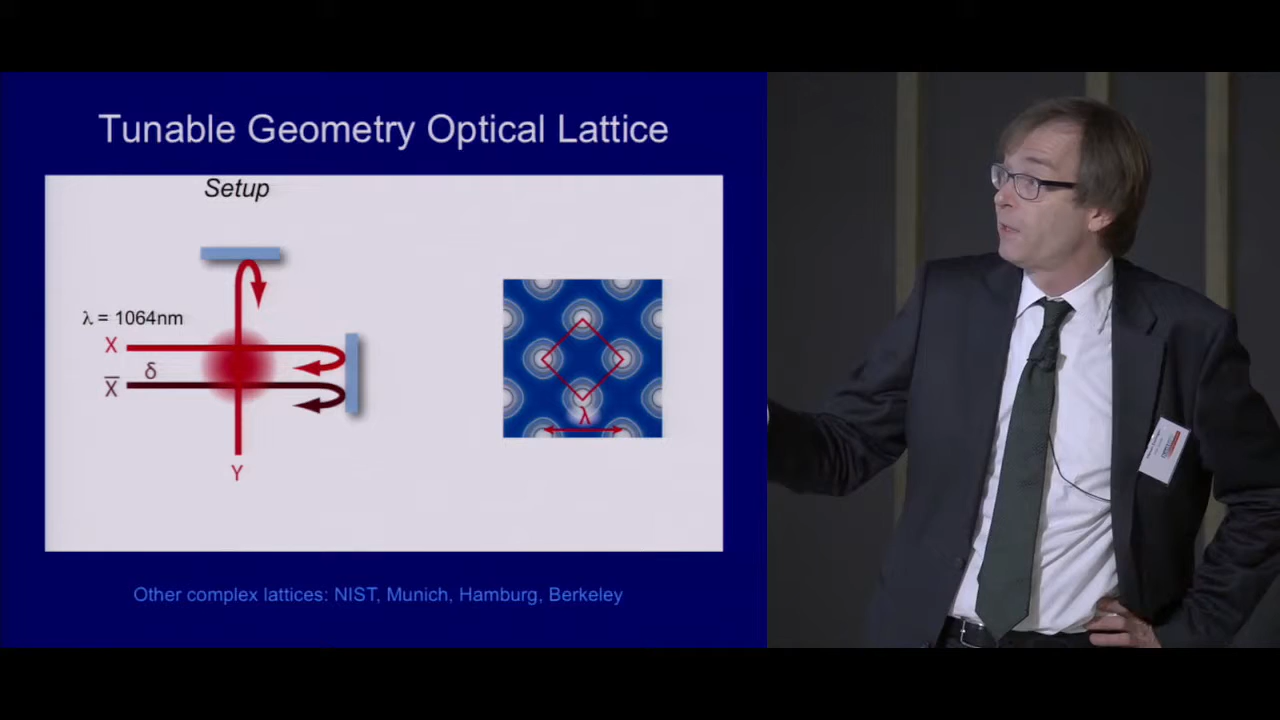 Tunable Geometry Optical Lattice
Setup
λ = 1064nm
X
δ
X̅
Y
λ
Other complex lattices: NIST, Munich, Hamburg, Berkeley